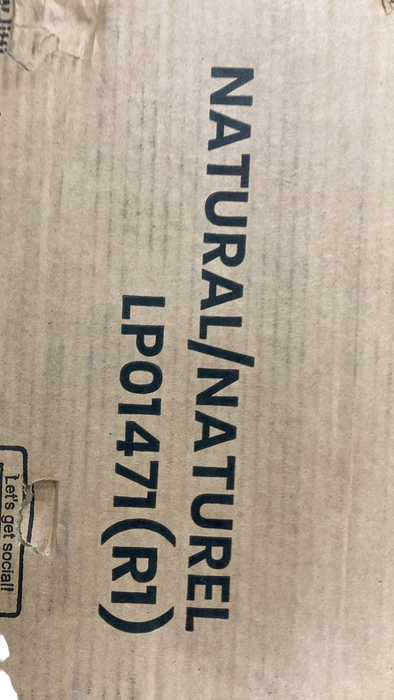 NATURAL/NATUREL
LP01471(R1)
Let's get social!